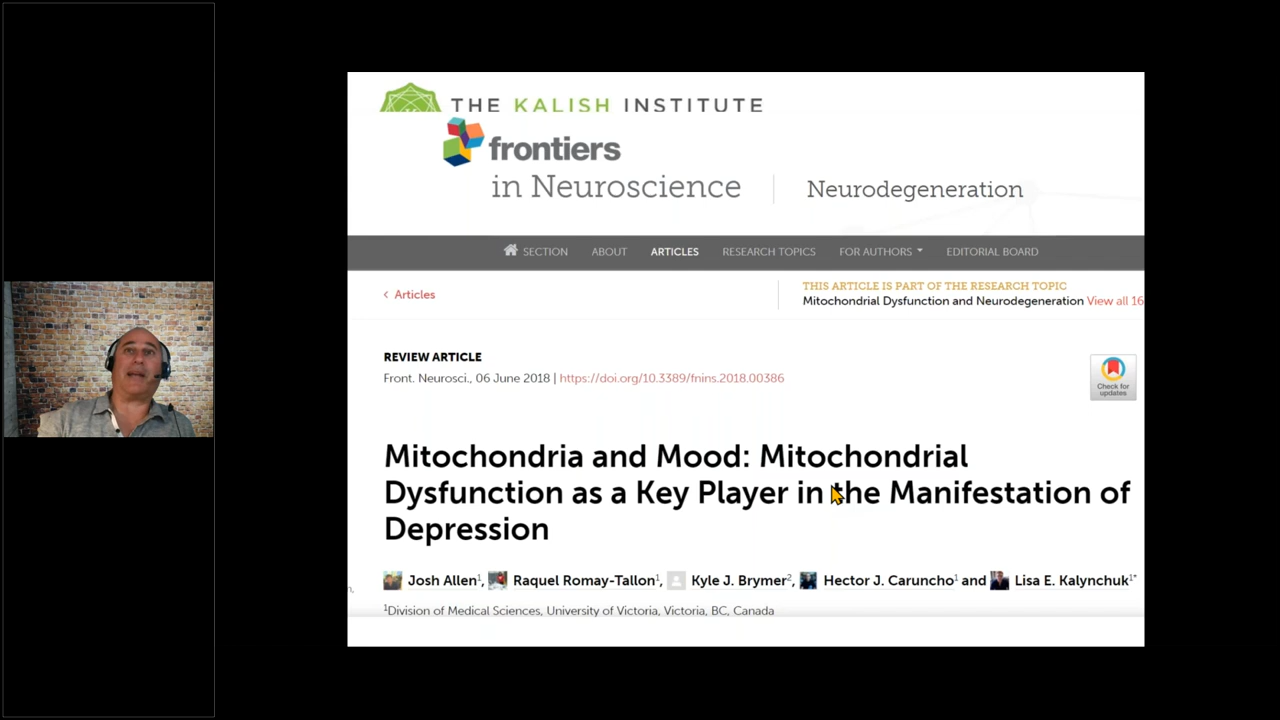 THE KALISH INSTITUTE
frontiers
in Neuroscience
Neurodegeneration
SECTION ABOUT ARTICLES RESEARCH TOPICS FOR AUTHORS EDITORIAL BOARD
‹ Articles
THIS ARTICLE IS PART OF THE RESEARCH TOPIC
Mitochondrial Dysfunction and Neurodegeneration View all 16
REVIEW ARTICLE
Front. Neurosci., 06 June 2018 | https://doi.org/10.3389/fnins.2018.00386
Check for
updates
Mitochondria and Mood: Mitochondrial
Dysfunction as a Key Player in the Manifestation of
Depression
Josh Allen¹, Raquel Romay-Tallon¹, Kyle J. Brymer², Hector J. Caruncho¹ and Lisa E. Kalynchuk¹*
¹Division of Medical Sciences, University of Victoria, Victoria, BC, Canada